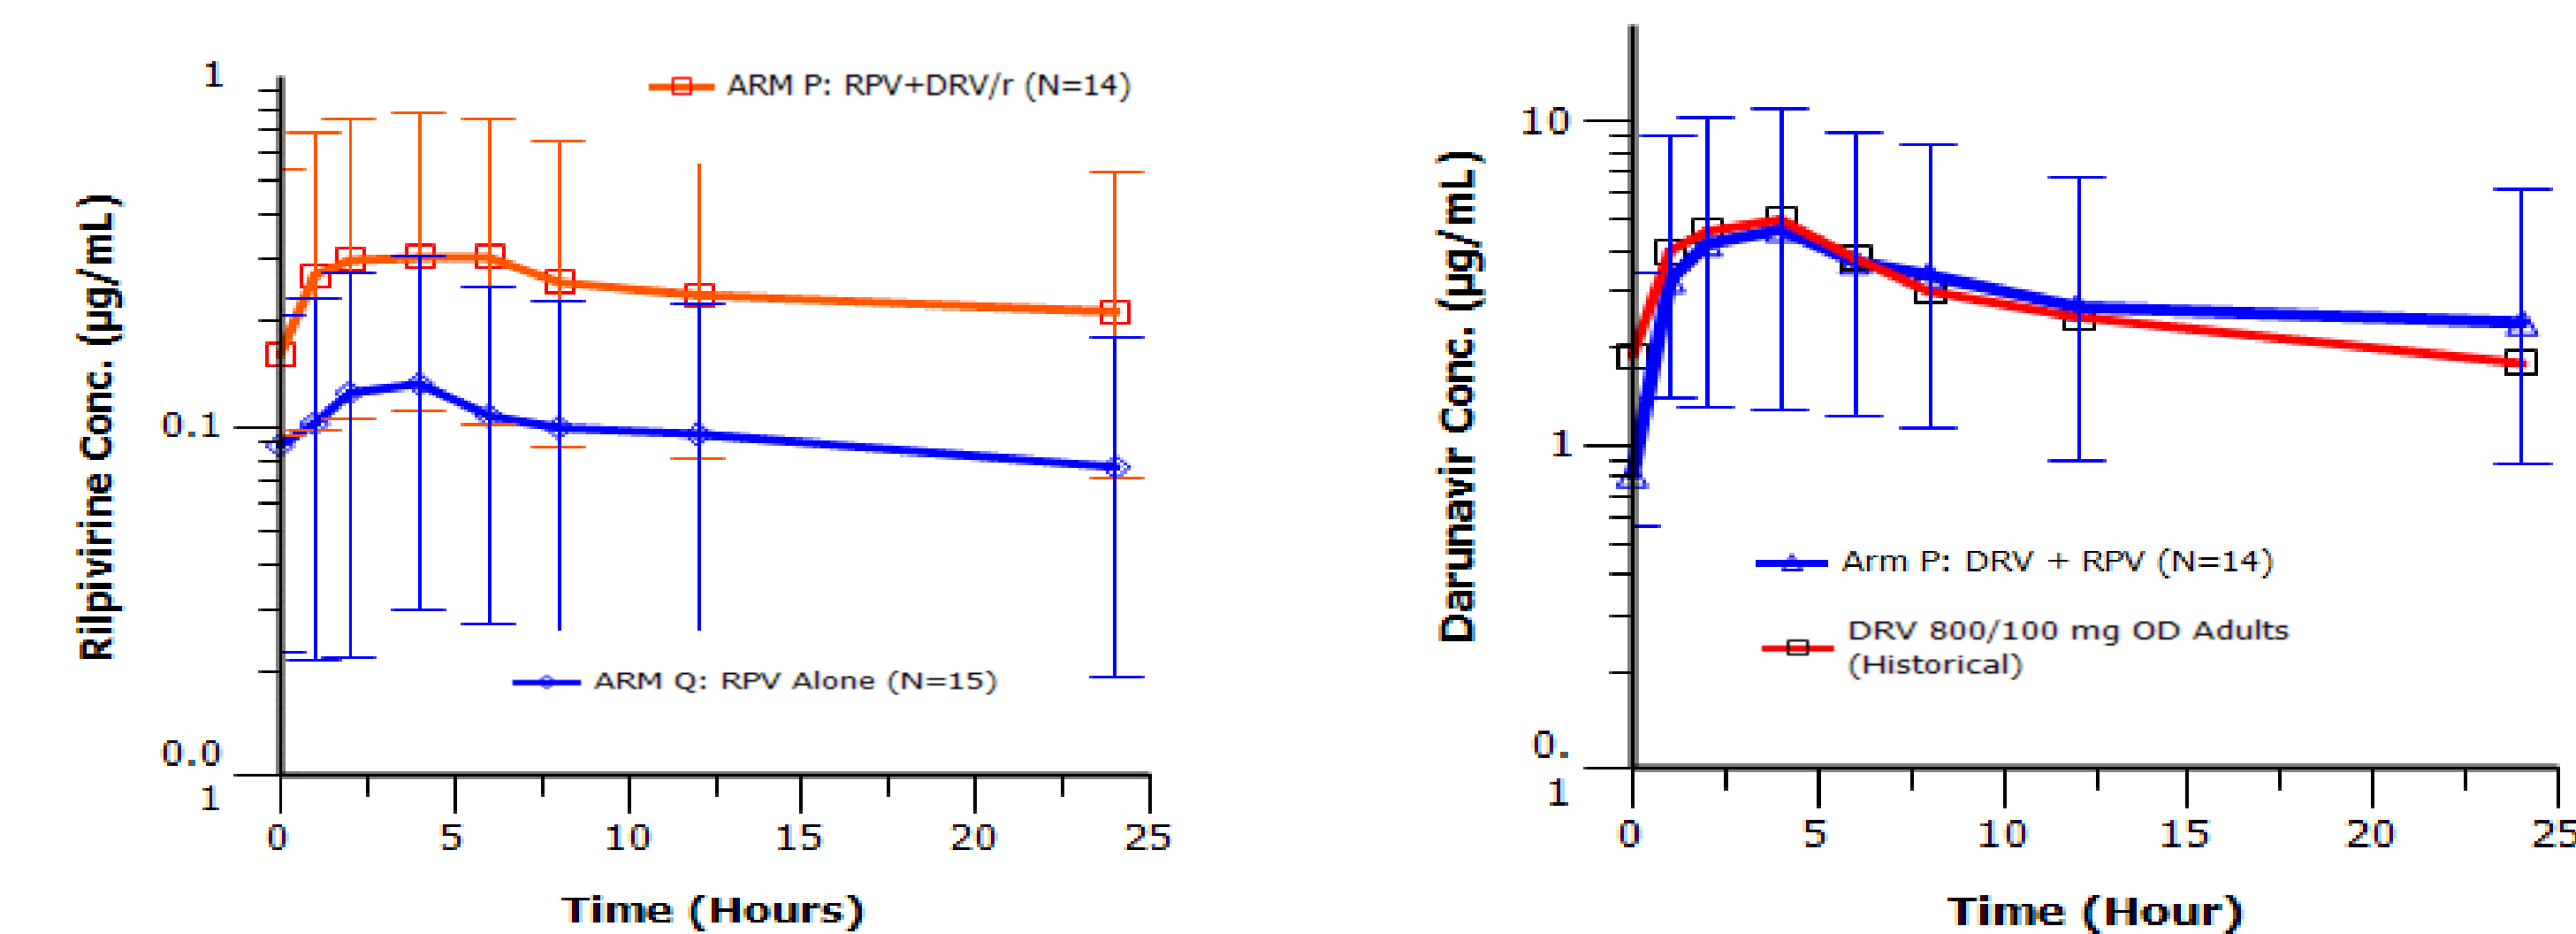 Rilpivirine Conc. (µg/mL)
1
0.1
0.0
1
ARM P: RPV+DRV/r (N=14)
ARM Q: RPV Alone (N=15)
0 5 10 15 20 25
Time (Hours)
Darunavir Conc. (µg/mL)
10
1
0.
1
Arm P: DRV + RPV (N=14)
DRV 800/100 mg OD Adults
(Historical)
0 5 10 15 20 25
Time (Hour)